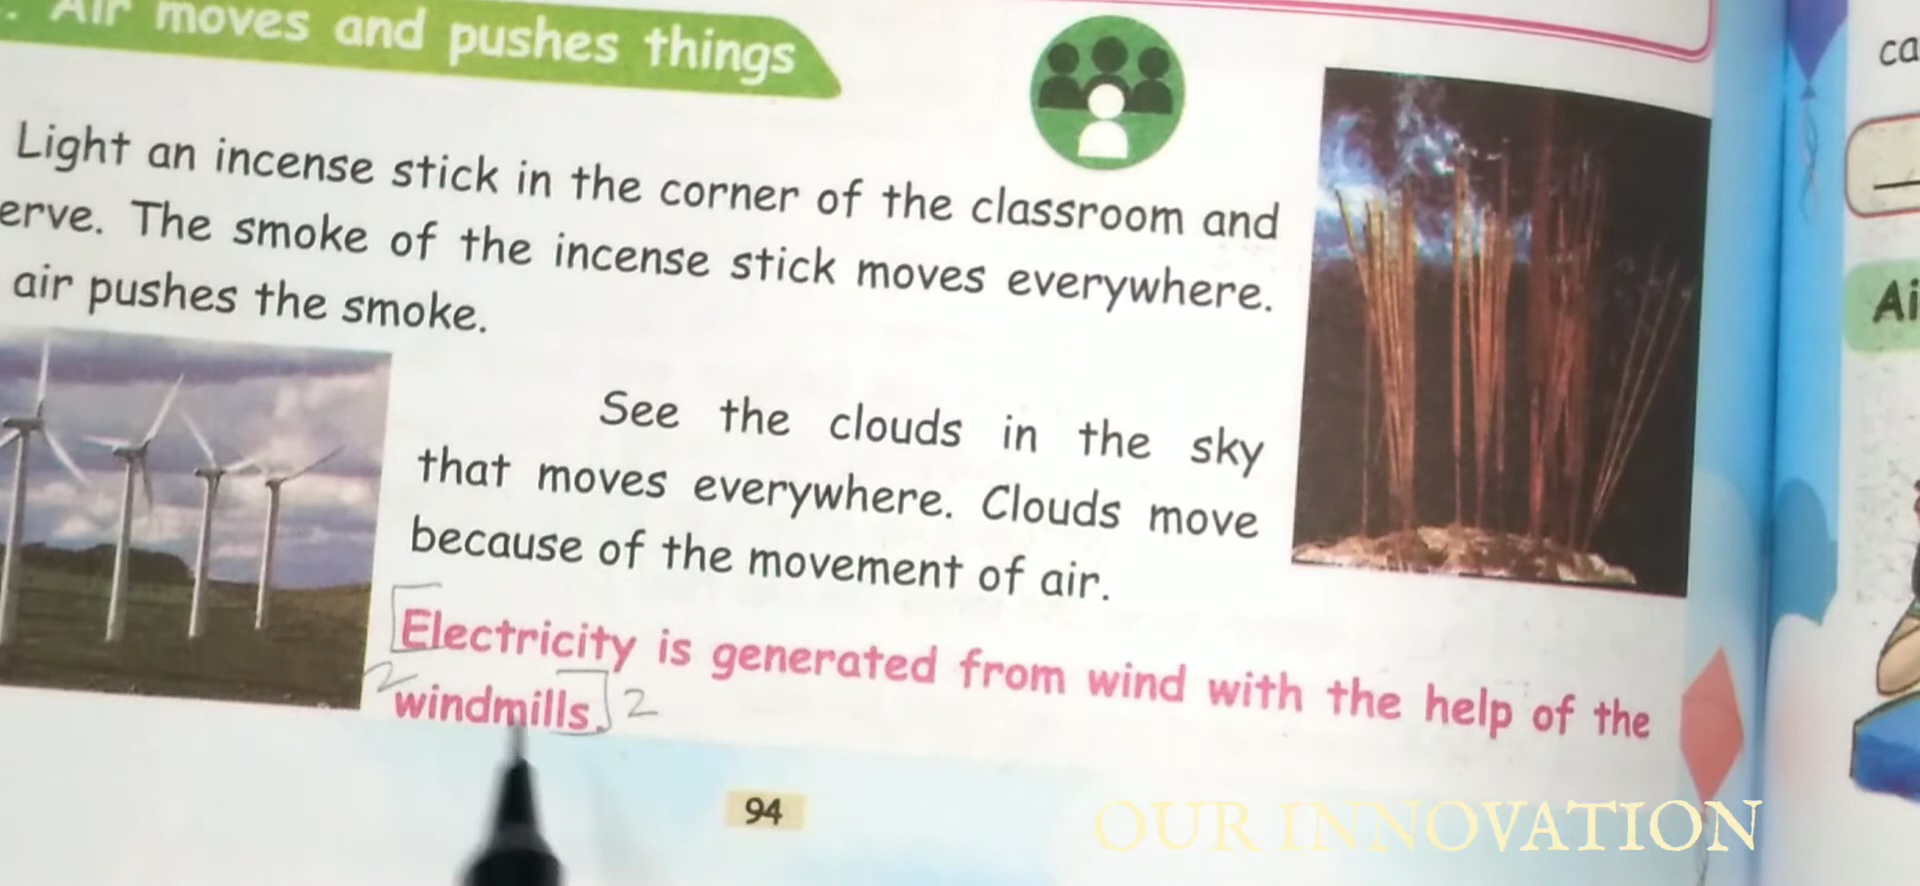 . Air moves and pushes things
Light an incense stick in the corner of the classroom and
erve. The smoke of the incense stick moves everywhere.
air pushes the smoke.
See the clouds in the sky
that moves everywhere. Clouds move
because of the movement of air.
Electricity is generated from wind with the help of the
2 windmills. 2
94
OUR INNOVATION
ca
Ai